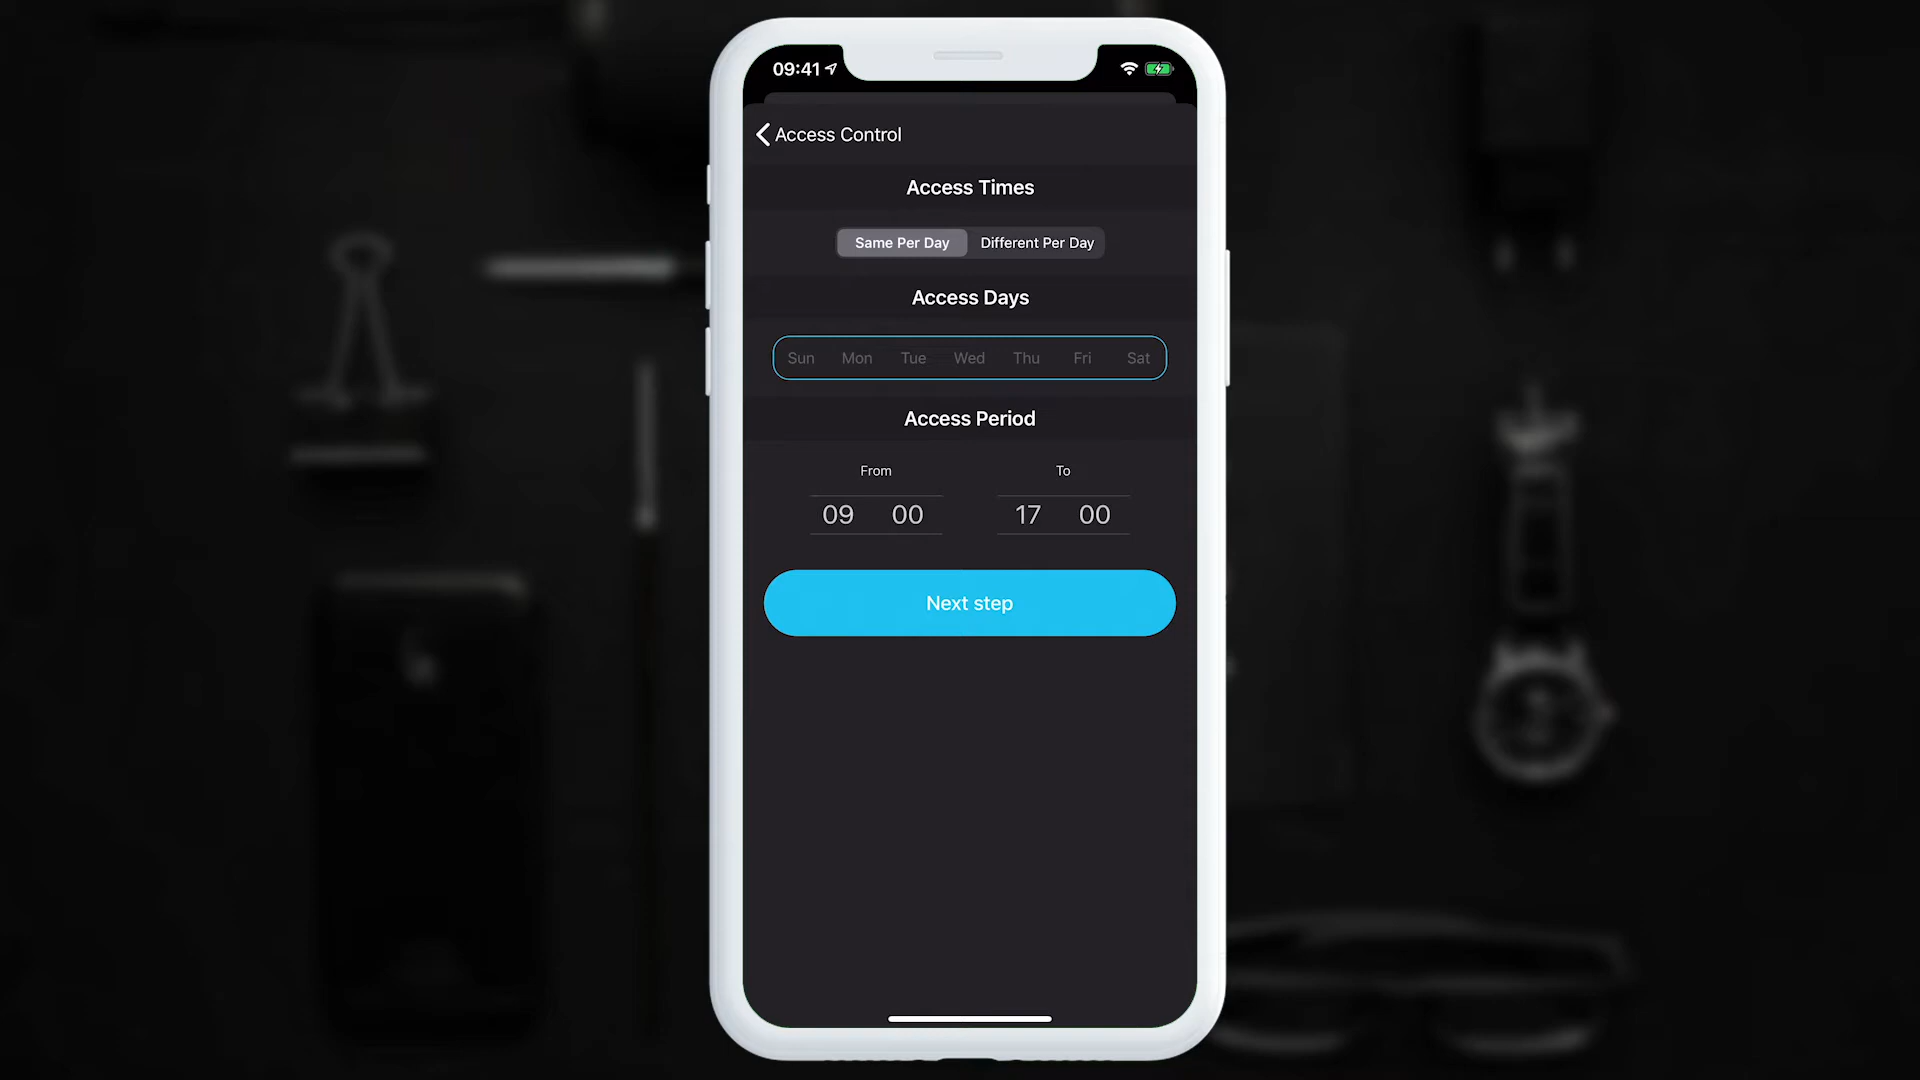 09:41
Access Control
Access Times
Same Per Day Different Per Day
Access Days
Sun Mon Tue Wed Thu Fri Sat
Access Period
From To
09 00 17 00
Next step